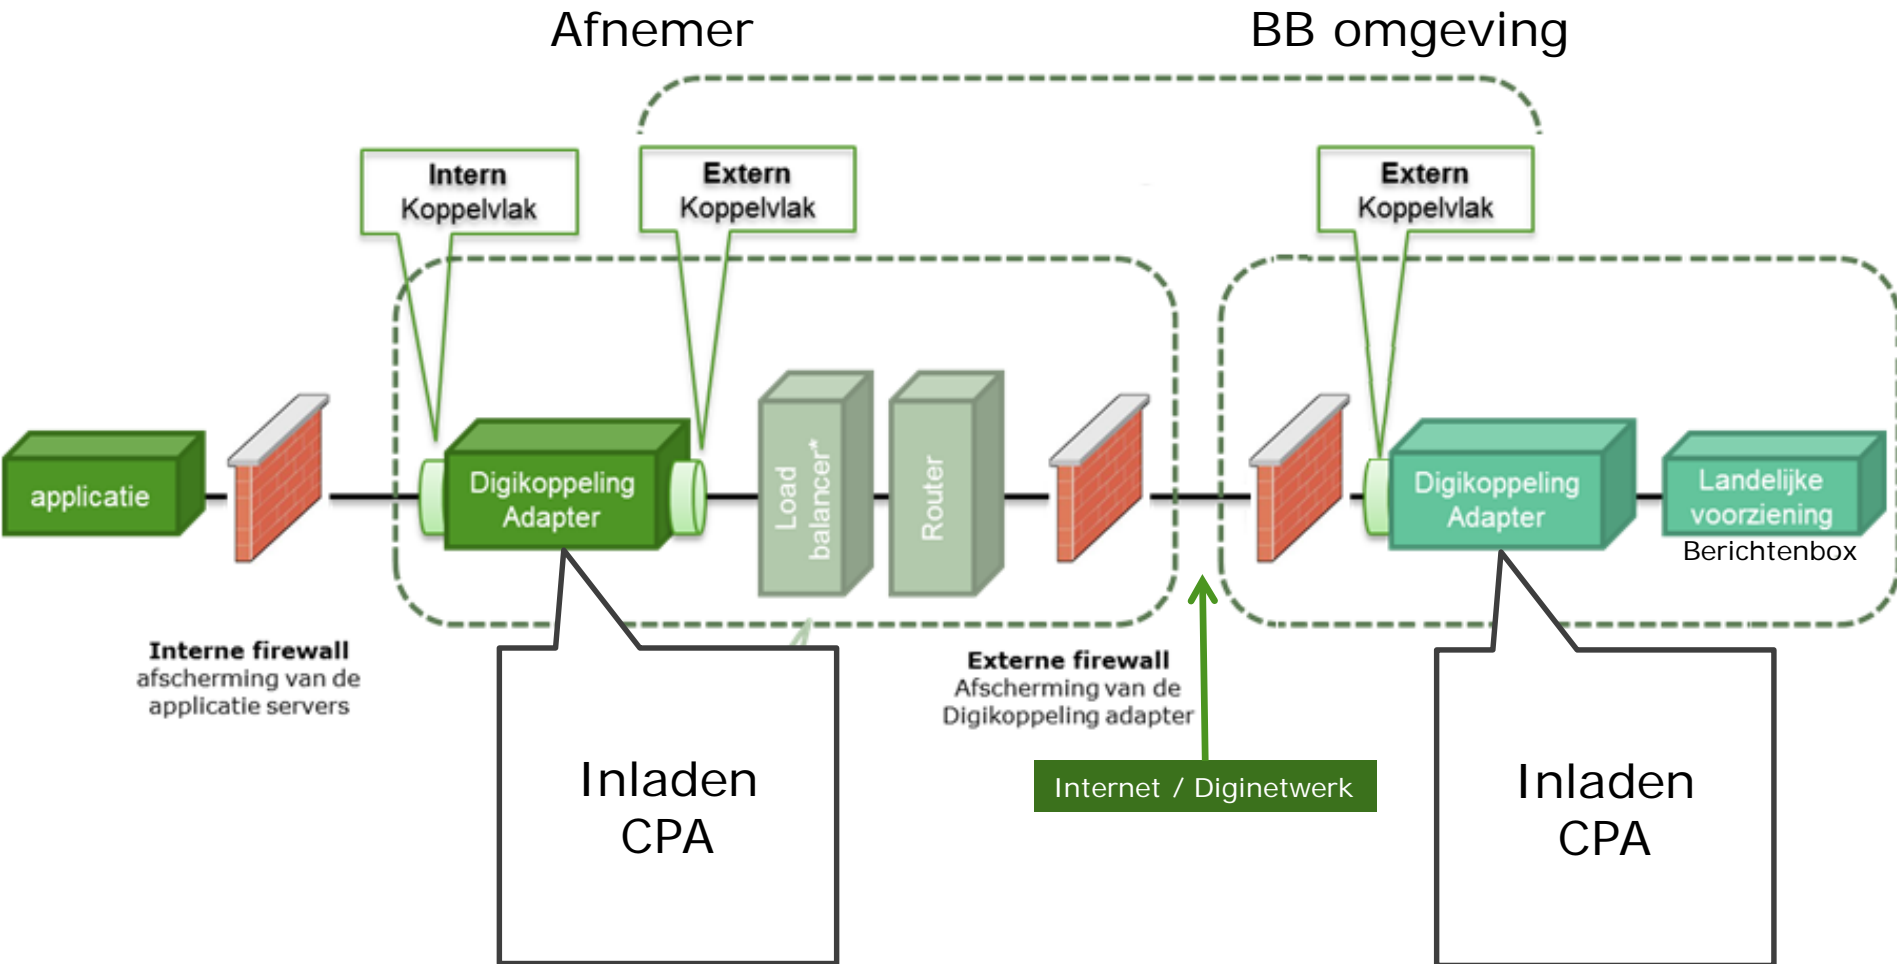 Afnemer
BB omgeving
Intern
Koppelvlak
Extern
Koppelvlak
Extern
Koppelvlak
applicatie
Digikoppeling
Adapter
Load
balancer*
Router
Digikoppeling
Adapter
Landelijke
voorziening
Berichtenbox
Interne firewall
afscherming van de
applicatie servers
Externe firewall
Afscherming van de
Digikoppeling adapter
Inladen
CPA
Internet / Diginetwerk
Inladen
CPA